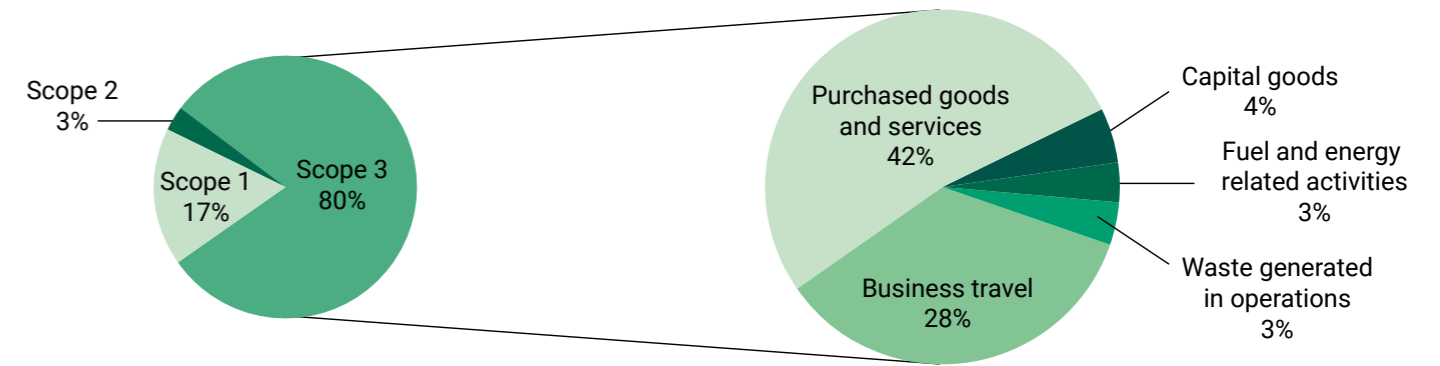 Scope 2
3%
Scope 1
17%
Scope 3
80%
Purchased goods
and services
42%
Capital goods
4%
Fuel and energy
related activities
3%
Waste generated
in operations
3%
Business travel
28%